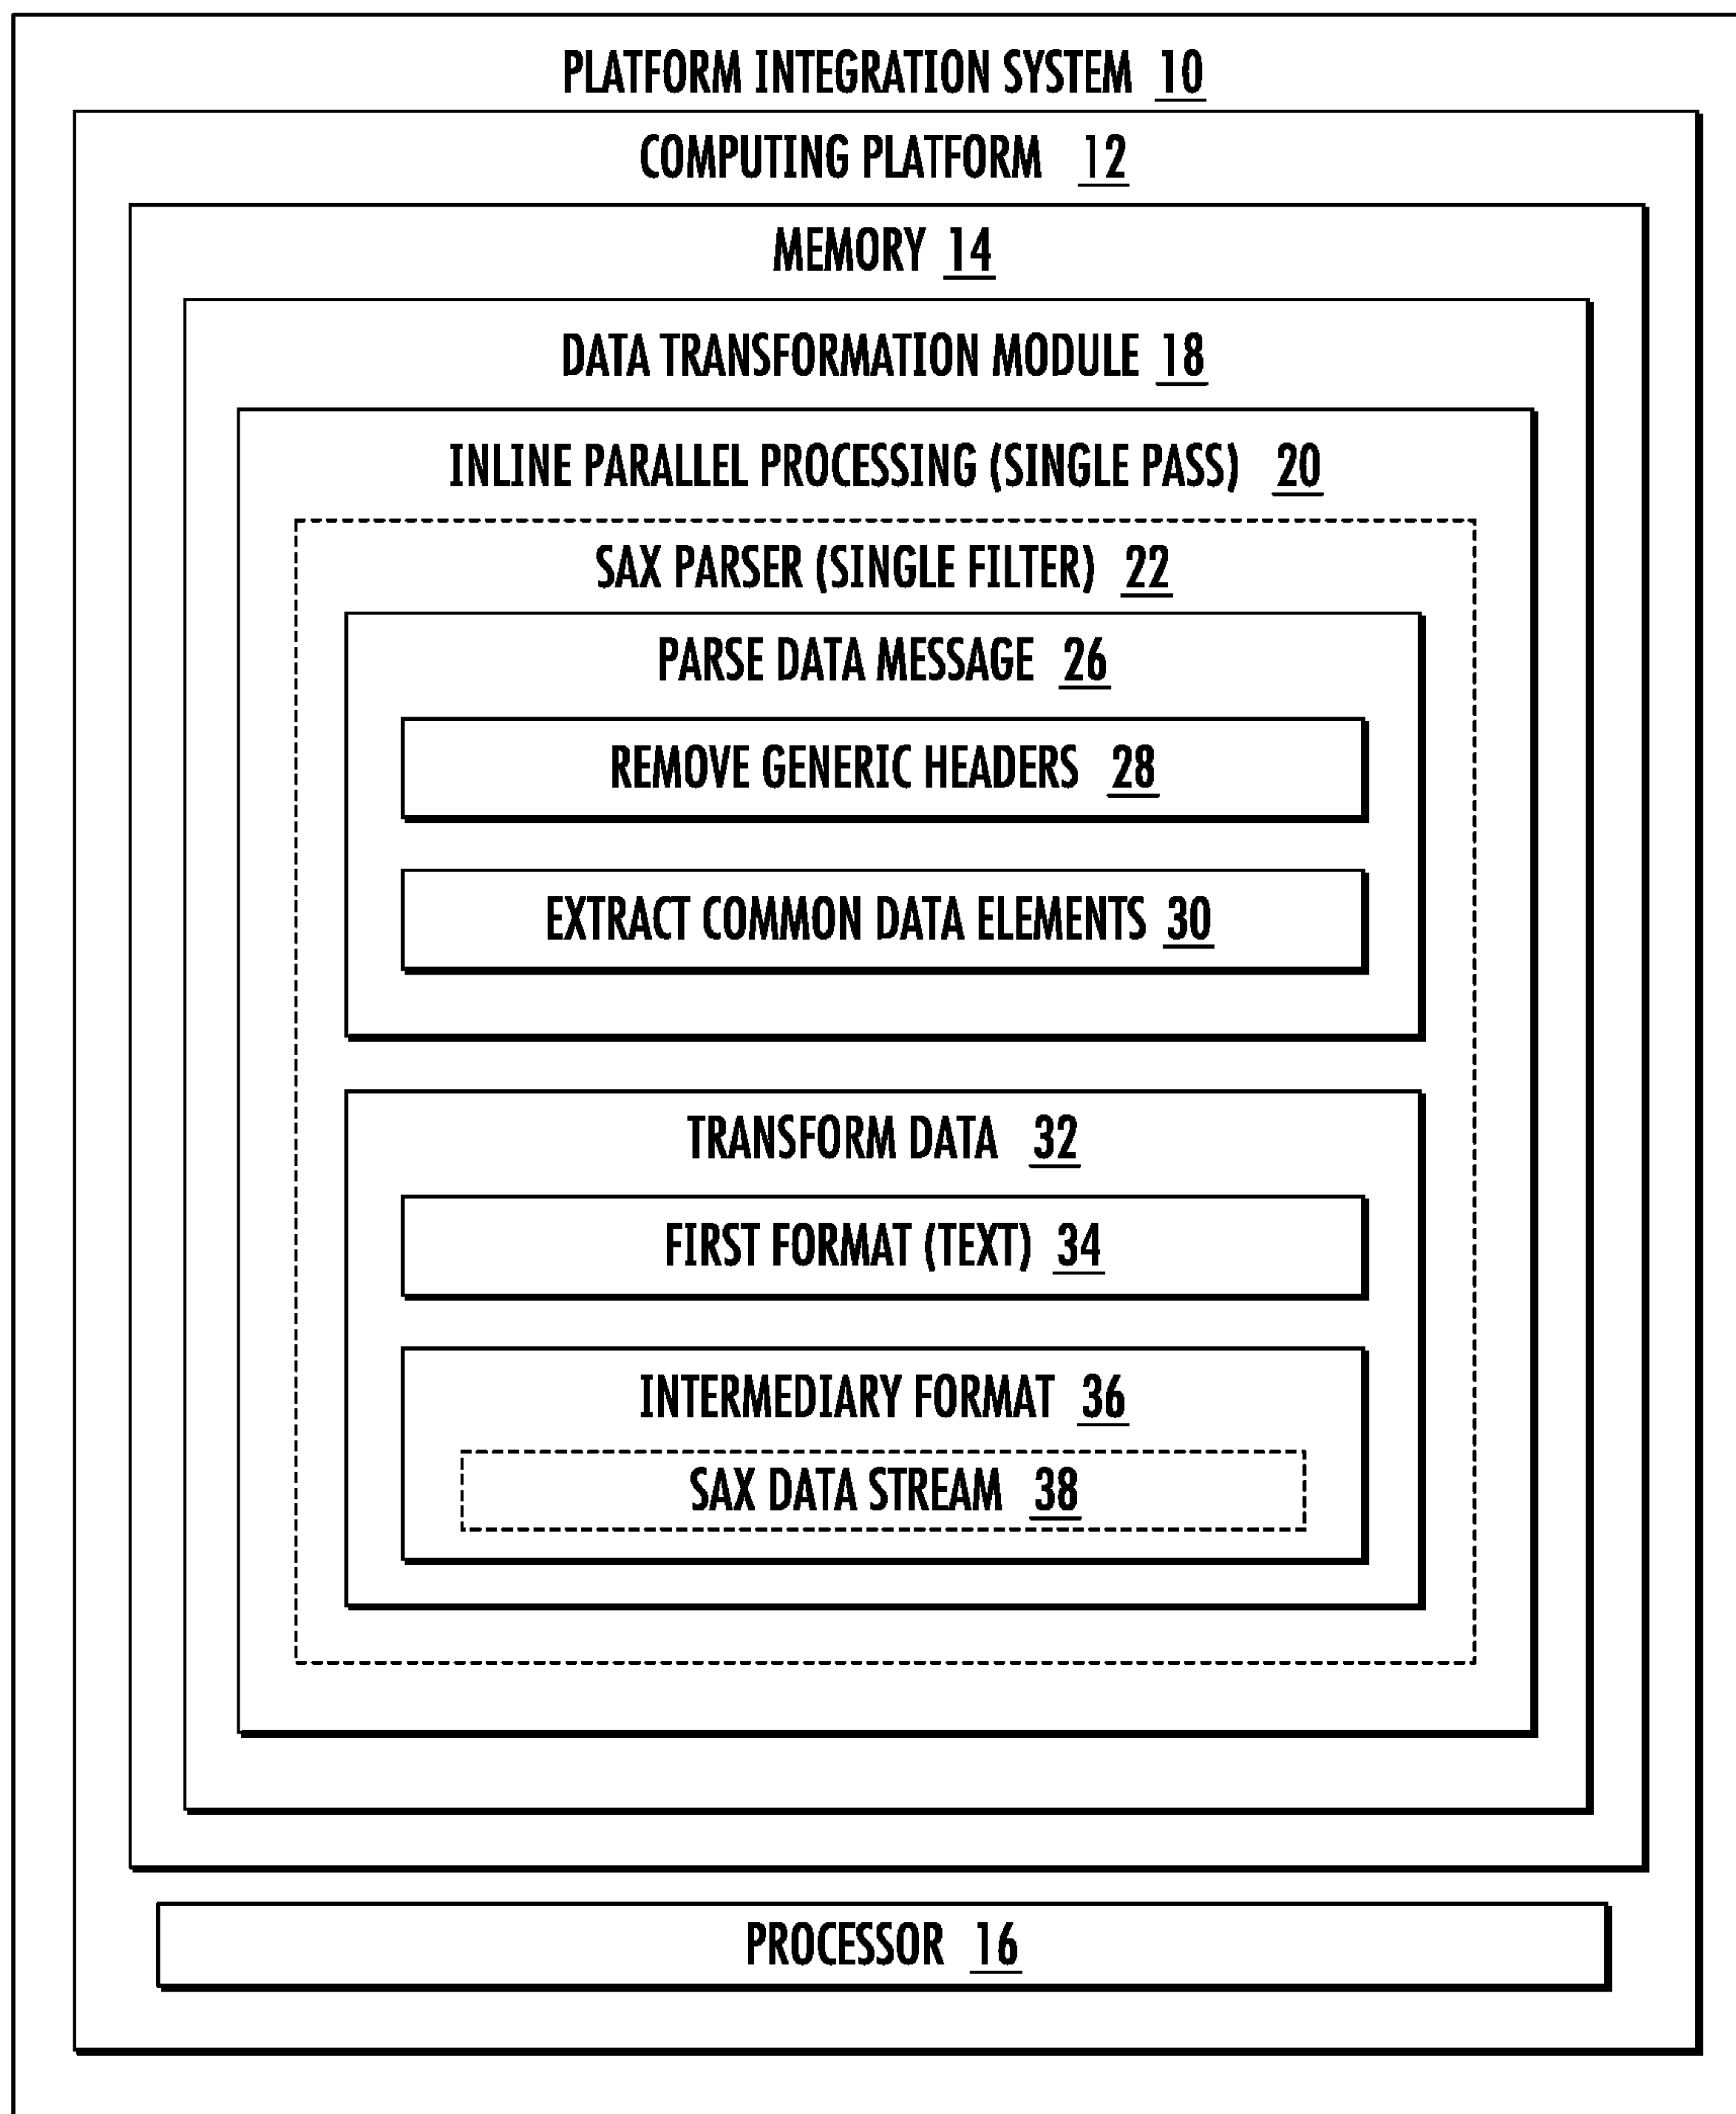 PLATFORM INTEGRATION SYSTEM 10
COMPUTING PLATFORM 12
MEMORY 14
DATA TRANSFORMATION MODULE 18
INLINE PARALLEL PROCESSING (SINGLE PASS) 20
SAX PARSER (SINGLE FILTER) 22
PARSE DATA MESSAGE 26
REMOVE GENERIC HEADERS 28
EXTRACT COMMON DATA ELEMENTS 30
TRANSFORM DATA 32
FIRST FORMAT (TEXT) 34
INTERMEDIARY FORMAT 36
SAX DATA STREAM 38
PROCESSOR 16